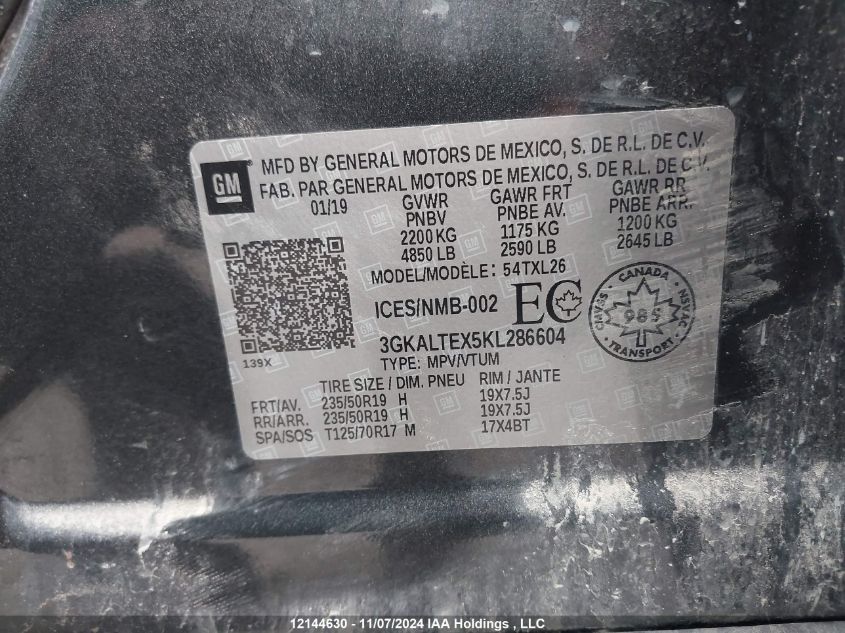 GM
MFD BY GENERAL MOTORS DE MEXICO, S. DE R.L. DE C.V.
FAB. PAR GENERAL MOTORS DE MEXICO, S. DE R.L. DE C.V.
01/19 GVWR GAWR FRT GAWR RR
PNBV PNBE AV. PNBE ARR.
2200 KG 1175 KG 1200 KG
4850 LB 2590 LB 2645 LB
MODEL/MODÈLE: 54TXL26
ICES/NMB-002 EC
CANADA
NSVAC 985 NSVAC
TRANSPORT
3GKALTEX5KL286604
139X TYPE: MPV/VTUM
TIRE SIZE / DIM. PNEU RIM / JANTE
FRT/AV. 235/50R19 H 19X7.5J
RR/ARR. 235/50R19 H 19X7.5J
SPA/SOS T125/70R17 M 17X4BT
12144630 - 11/07/2024 IAA Holdings , LLC